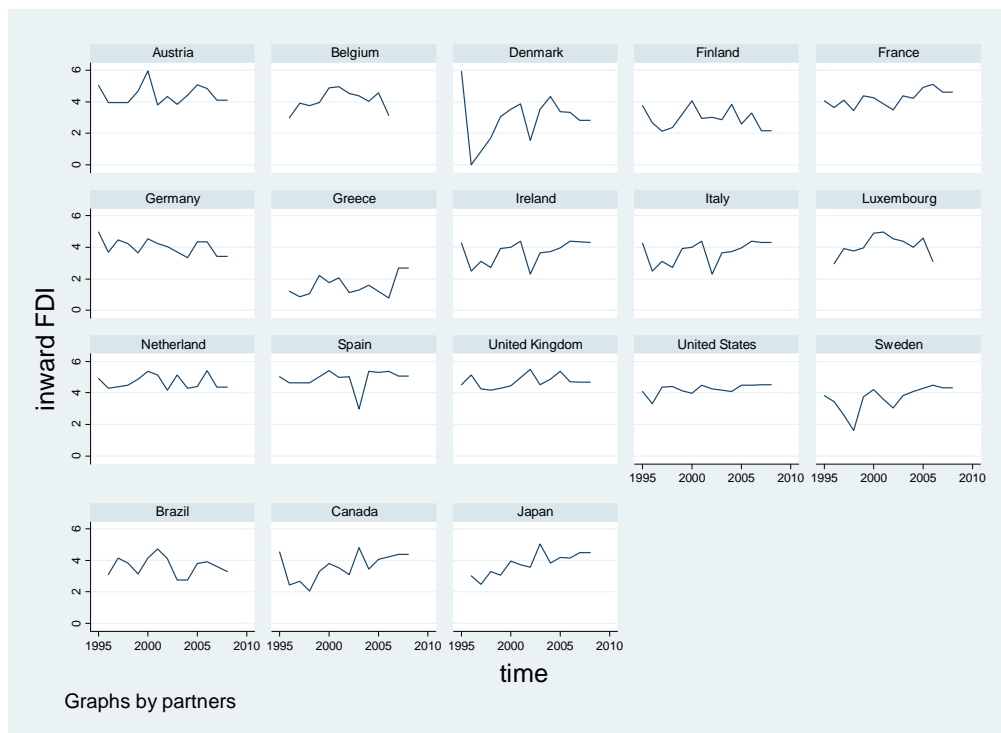 Austria Belgium Denmark Finland France
6
4
2
0
Germany Greece Ireland Italy Luxembourg
6
4
2
0
Netherland Spain United Kingdom United States Sweden
6
4
2
0
1995 2000 2005 2010 1995 2000 2005 2010
Brazil Canada Japan
6
4
2
0
1995 2000 2005 2010 1995 2000 2005 2010 1995 2000 2005 2010
inward FDI
time
Graphs by partners